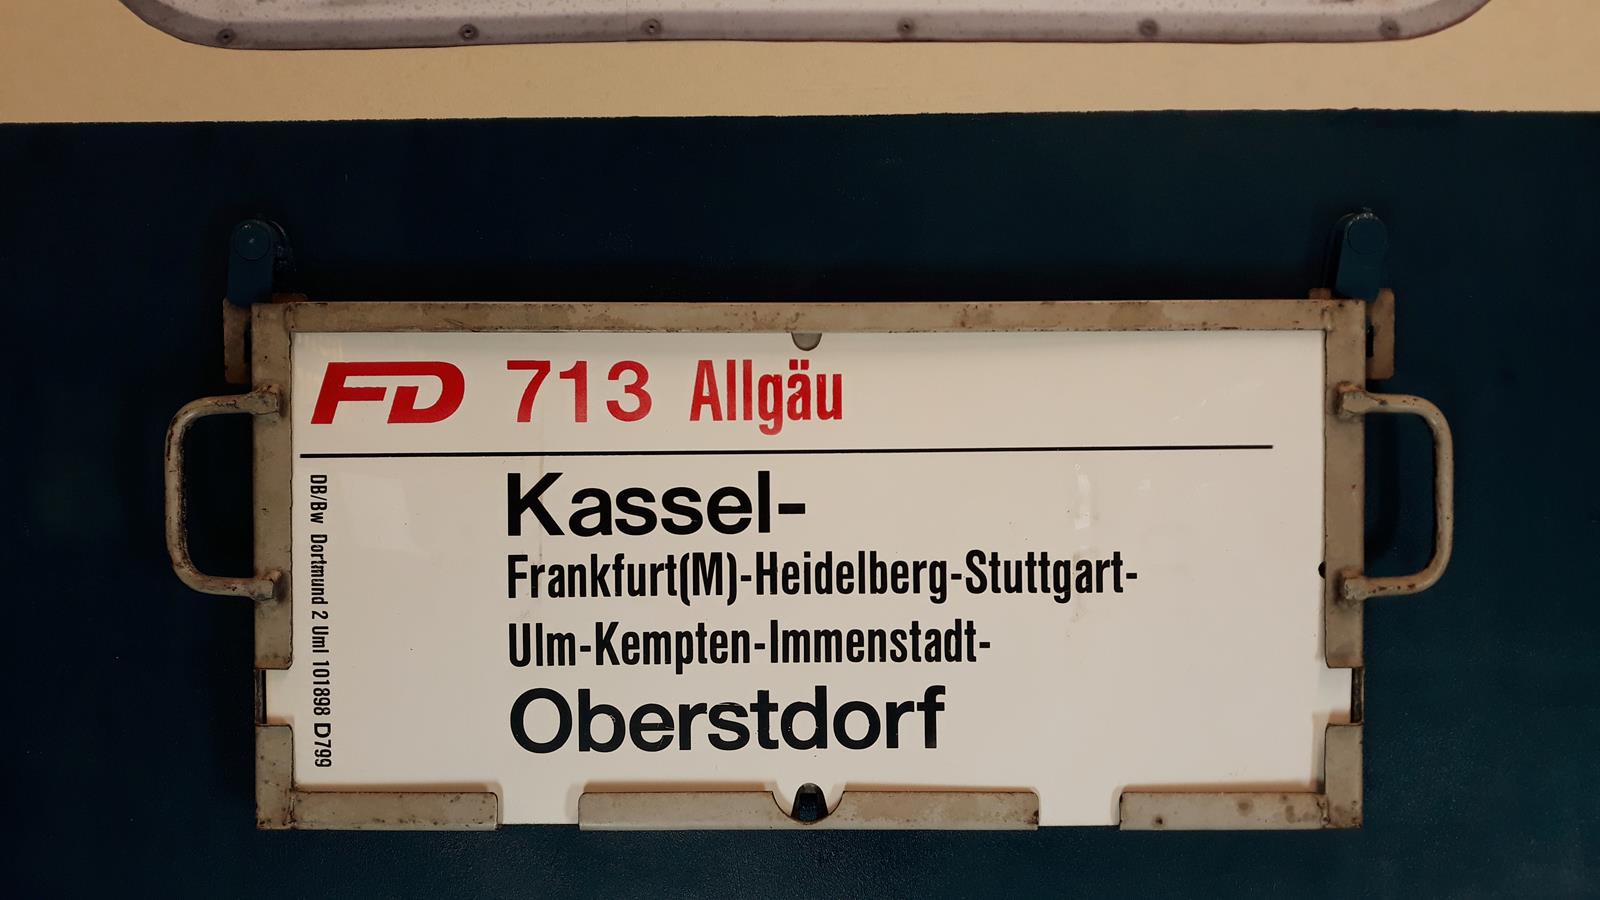 FD 713 Allgäu
Kassel-
Frankfurt(M)-Heidelberg-Stuttgart-
Ulm-Kempten-Immenstadt-
Oberstdorf
DB/Bw Dortmund 2 Uml 101898 D799